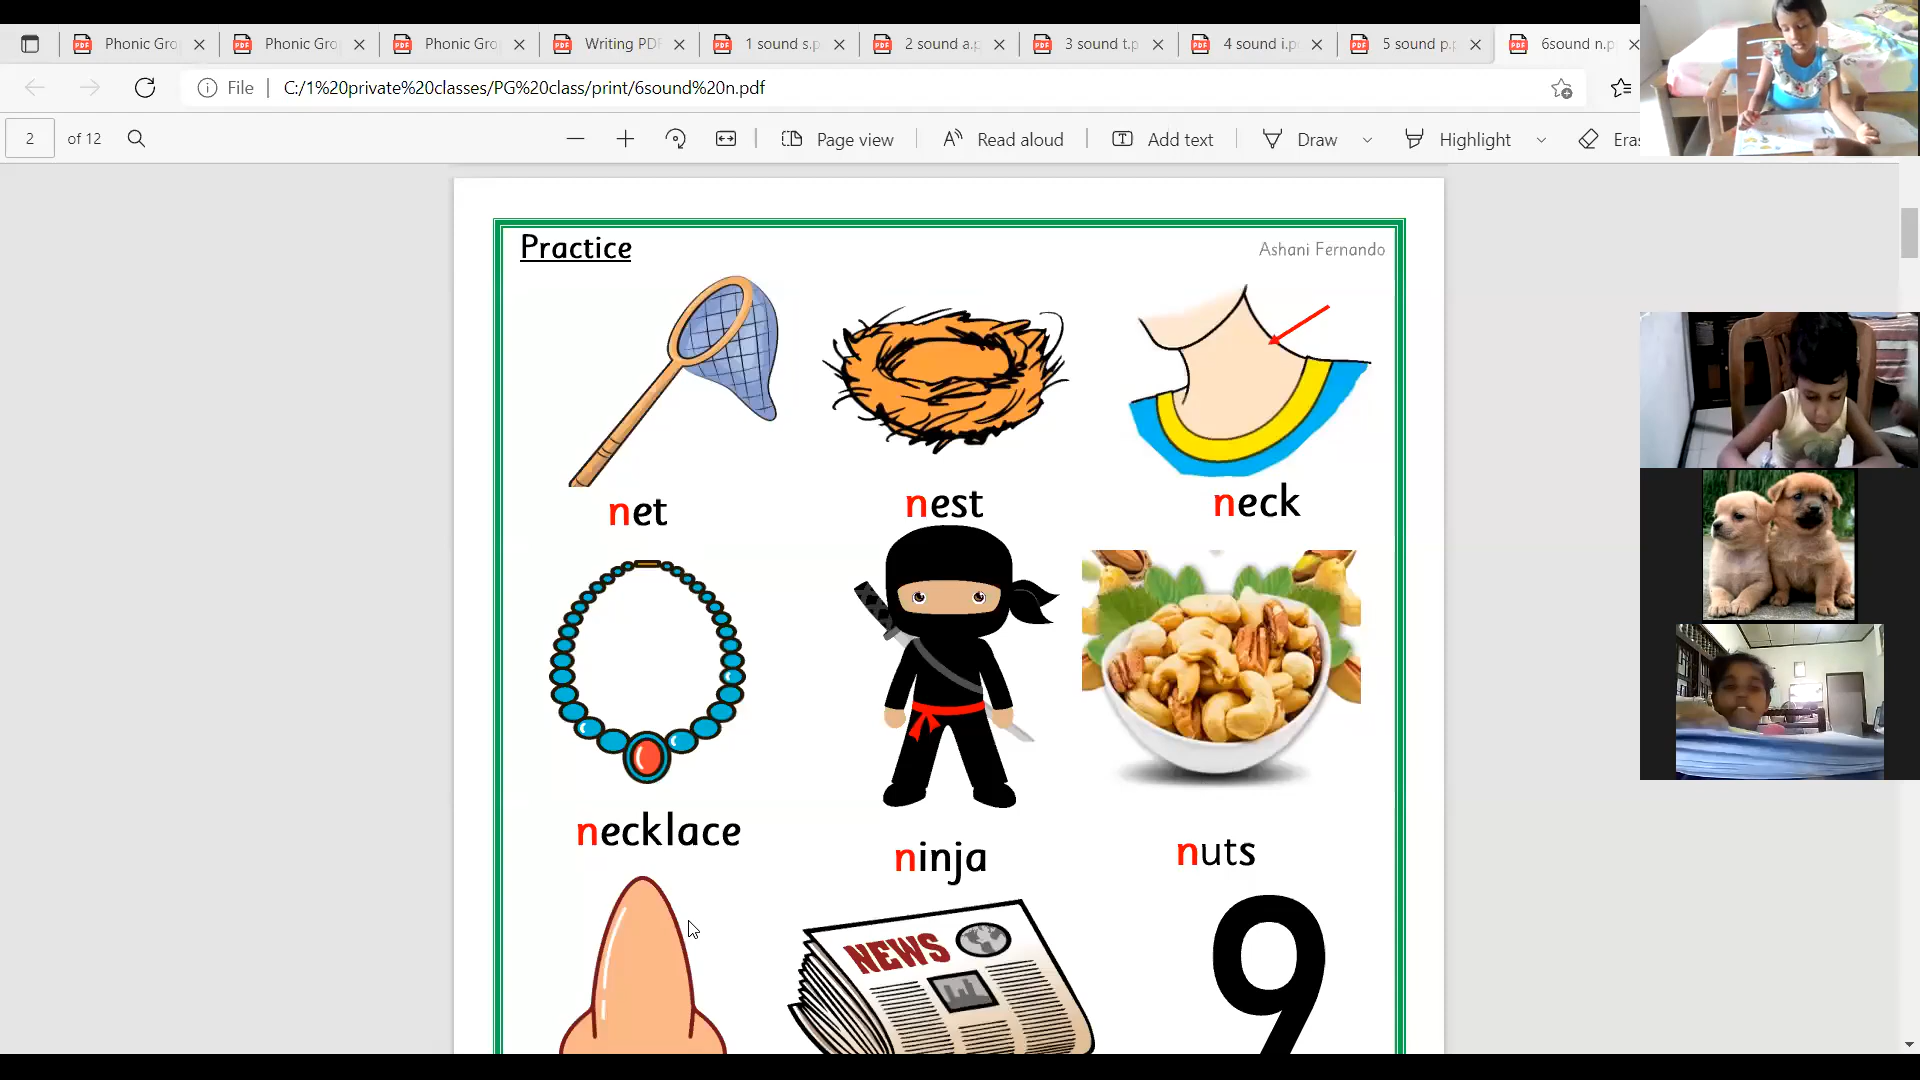 Phonic Gro
Phonic Gro
Phonic Gro
Writing PDF
1 sound s.p
2 sound a.p
3 sound t.p
4 sound i.p
5 sound p.p
6sound n.p
File
C:/1%20private%20classes/PG%20class/print/6sound%20n.pdf
2 of 12
Page view
Read aloud
Add text
Draw
Highlight
Eras
Practice
Ashani Fernando
net
nest
neck
necklace
ninja
nuts
NEWS
9